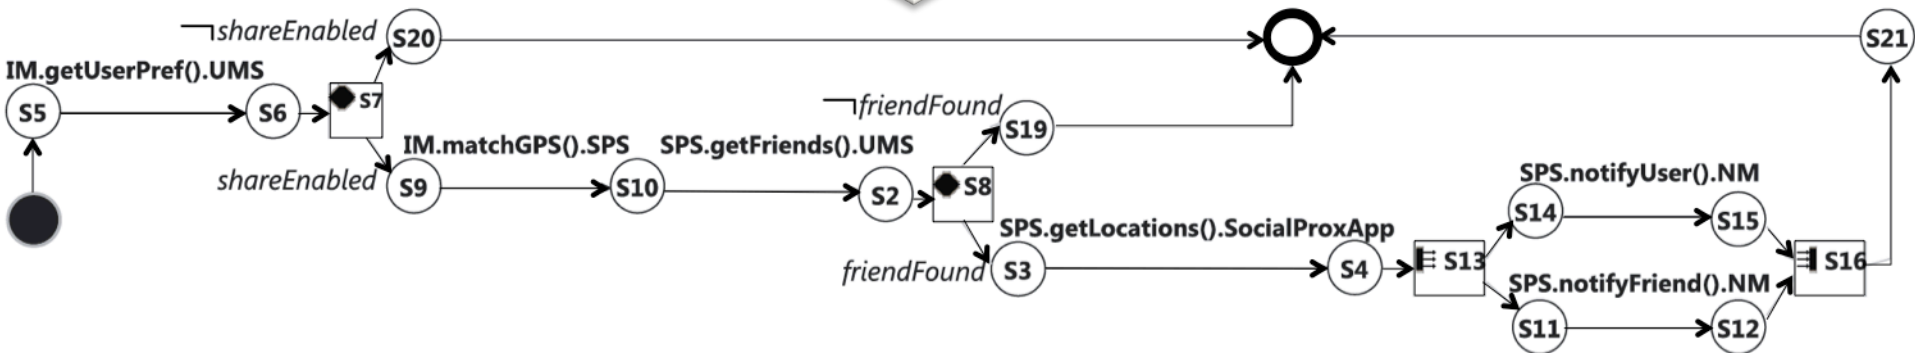 ¬shareEnabled
S20
S21
IM.getUserPref().UMS
S5
S6
S7
¬friendFound
S19
IM.matchGPS().SPS
SPS.getFriends().UMS
shareEnabled
S9
S10
S2
S8
SPS.notifyUser().NM
S14
S15
SPS.getLocations().SocialProxApp
friendFound
S3
S4
S13
S16
SPS.notifyFriend().NM
S11
S12